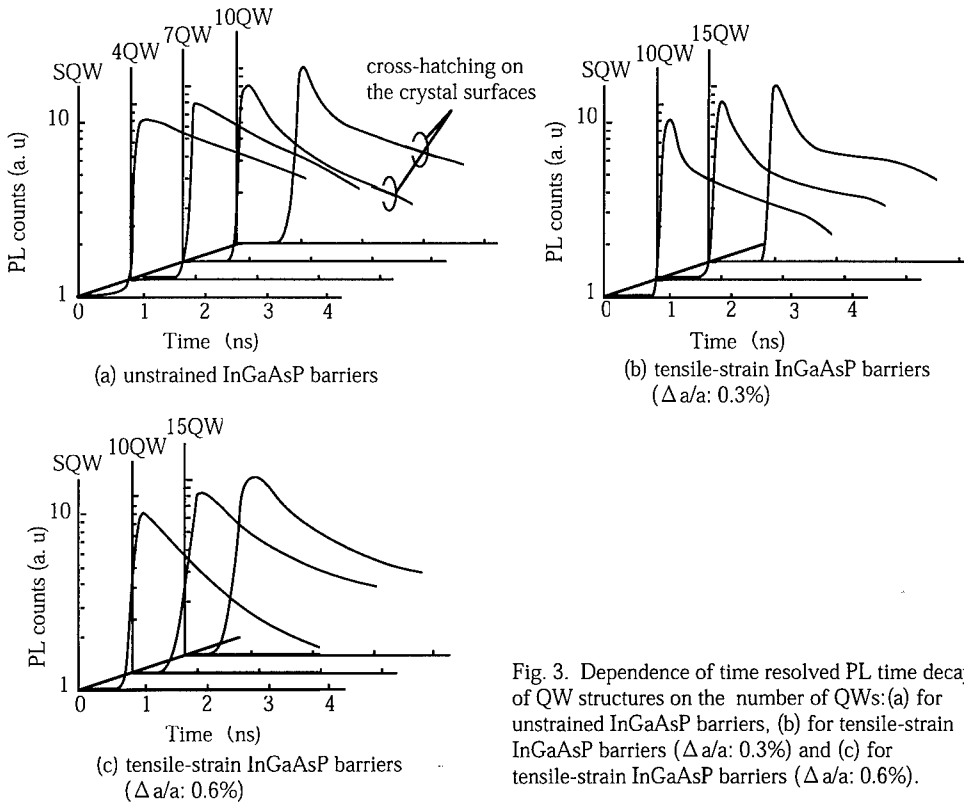 10QW
7QW
4QW
SQW
cross-hatching on
the crystal surfaces
10
PL counts (a. u)
1
0 1 2 3 4
Time (ns)
(a) unstrained InGaAsP barriers
15QW
10QW
SQW
10
PL counts (a. u)
1
0 1 2 3 4
Time (ns)
(b) tensile-strain InGaAsP barriers
(Δa/a: 0.3%)
15QW
10QW
SQW
10
PL counts (a. u)
1
0 1 2 3 4
Time (ns)
(c) tensile-strain InGaAsP barriers
(Δa/a: 0.6%)
Fig. 3. Dependence of time resolved PL time decay
of QW structures on the number of QWs:(a) for
unstrained InGaAsP barriers, (b) for tensile-strain
InGaAsP barriers (Δa/a: 0.3%) and (c) for
tensile-strain InGaAsP barriers (Δa/a: 0.6%).